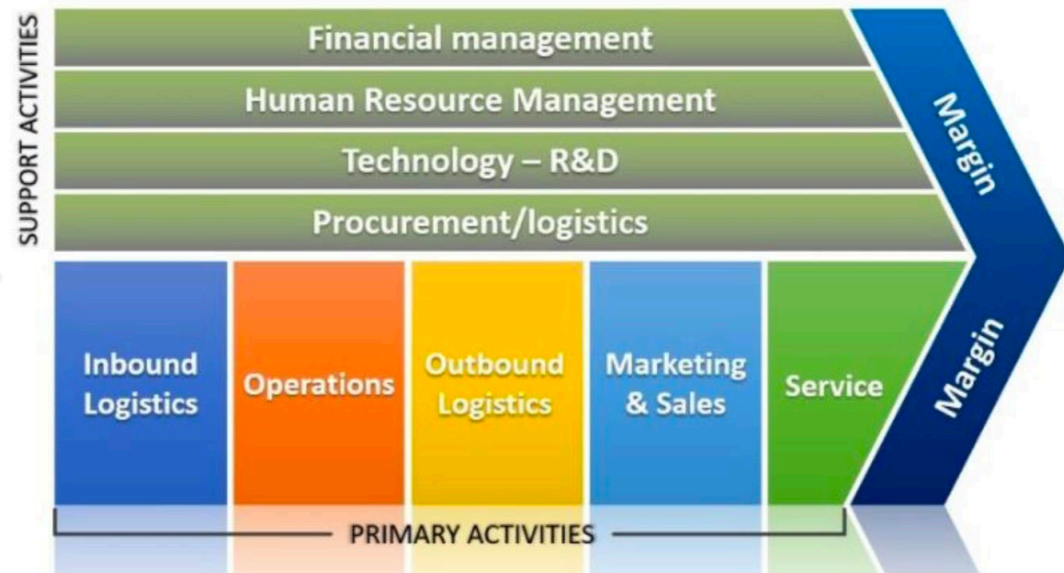 SUPPORT ACTIVITIES
Financial management
Human Resource Management
Technology – R&D
Procurement/logistics
Margin
Margin
Inbound
Logistics
Operations
Outbound
Logistics
Marketing
& Sales
Service
PRIMARY ACTIVITIES